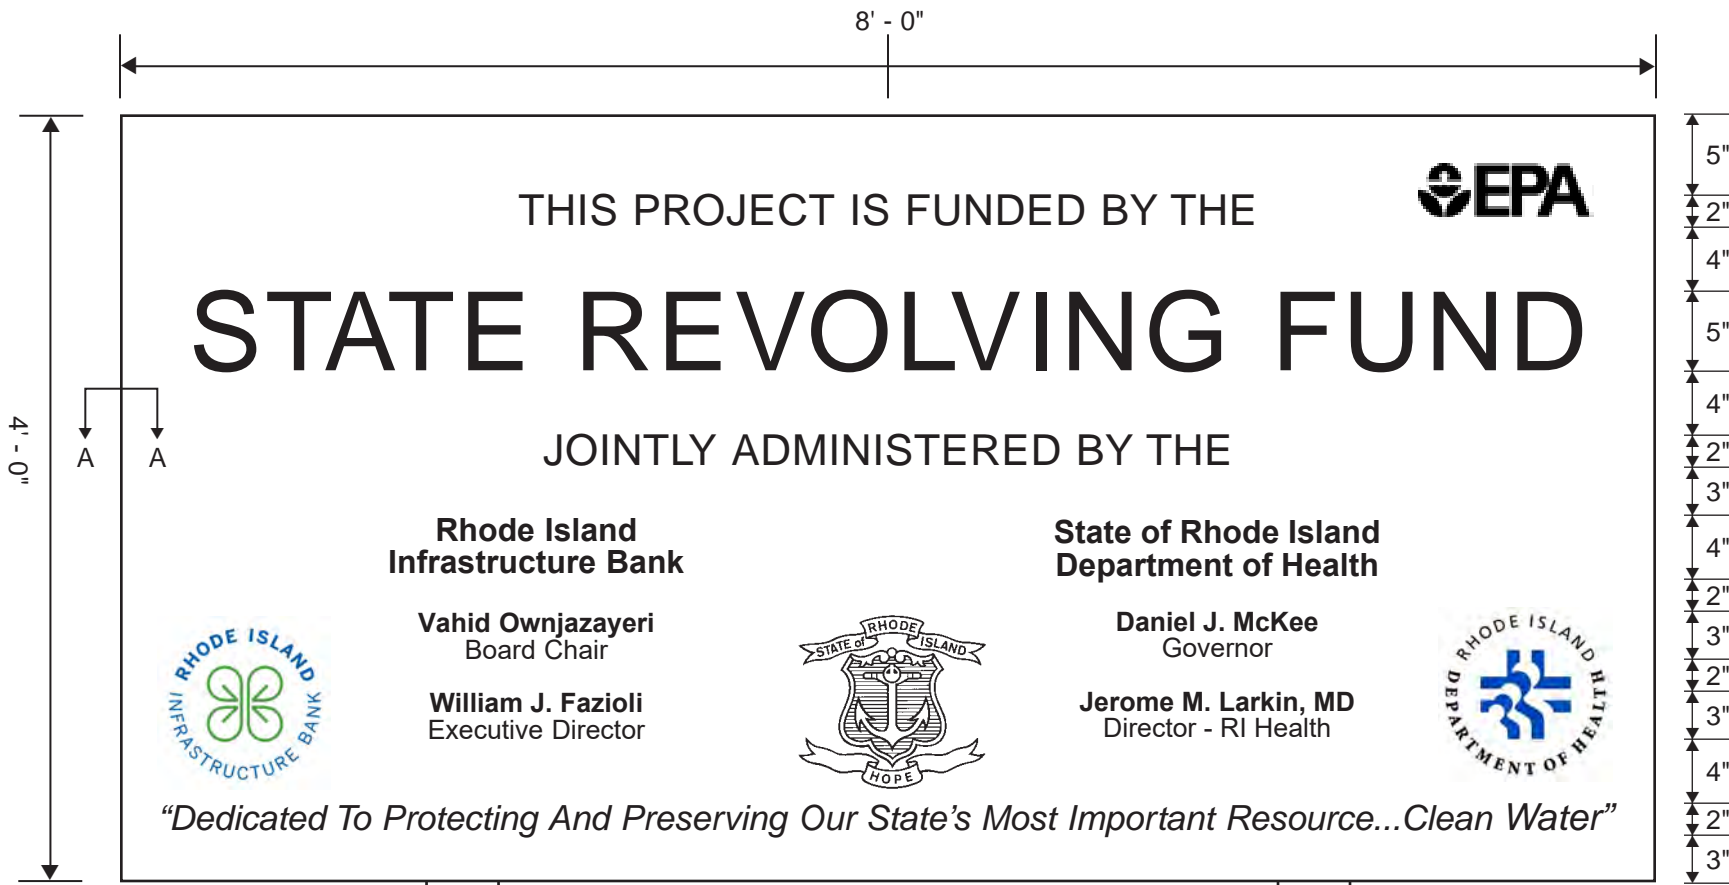 8' - 0"
4' - 0"
A A
EPA
THIS PROJECT IS FUNDED BY THE
STATE REVOLVING FUND
JOINTLY ADMINISTERED BY THE
Rhode Island
Infrastructure Bank
Vahid Ownjazayeri
Board Chair
William J. Fazioli
Executive Director
State of Rhode Island
Department of Health
Daniel J. McKee
Governor
Jerome M. Larkin, MD
Director - RI Health
RHODE ISLAND
INFRASTRUCTURE BANK
STATE of RHODE ISLAND
HOPE
RHODE ISLAND
DEPARTMENT OF HEALTH
“Dedicated To Protecting And Preserving Our State’s Most Important Resource...Clean Water”
5"
2"
4"
5"
4"
2"
3"
4"
2"
3"
2"
3"
4"
2"
3"